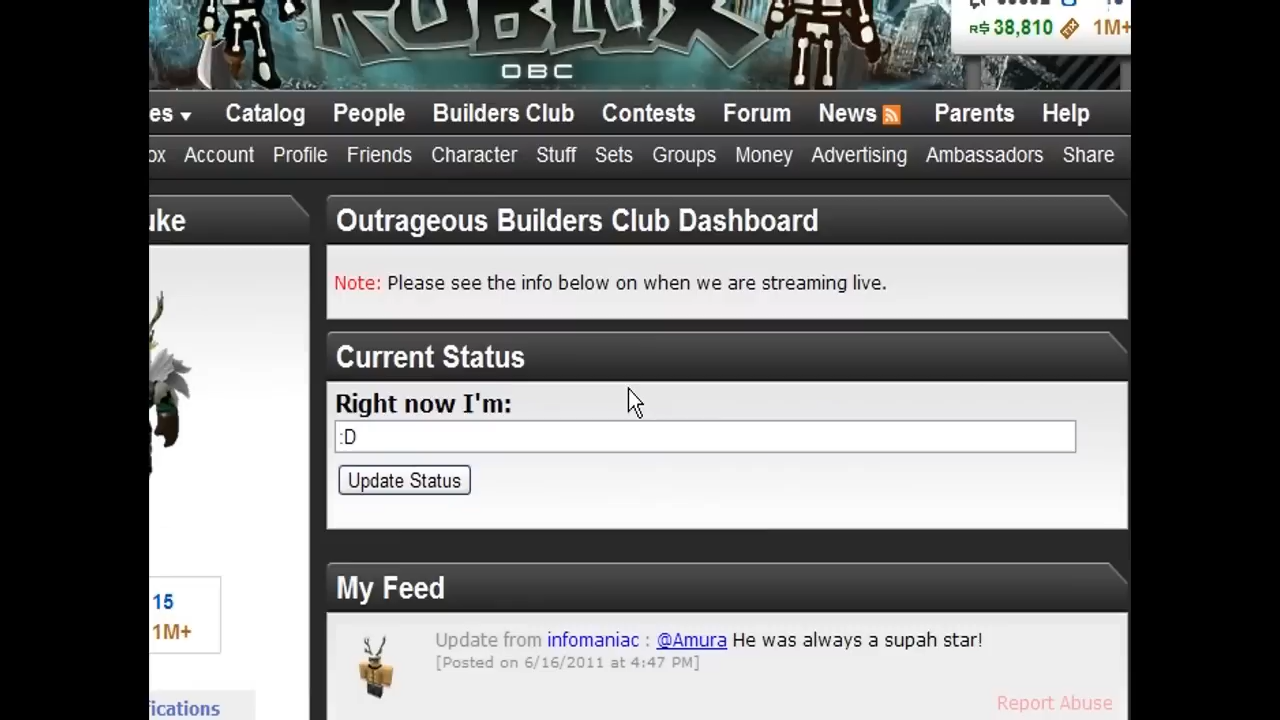 ROBLOX
OBC
R$ 38,810 1M+
es Catalog People Builders Club Contests Forum News Parents Help
ox Account Profile Friends Character Stuff Sets Groups Money Advertising Ambassadors Share
uke
Outrageous Builders Club Dashboard
Note: Please see the info below on when we are streaming live.
Current Status
Right now I'm:
:D
Update Status
My Feed
15
1M+
Update from infomaniac : @Amura He was always a supah star!
[Posted on 6/16/2011 at 4:47 PM]
Report Abuse
fications